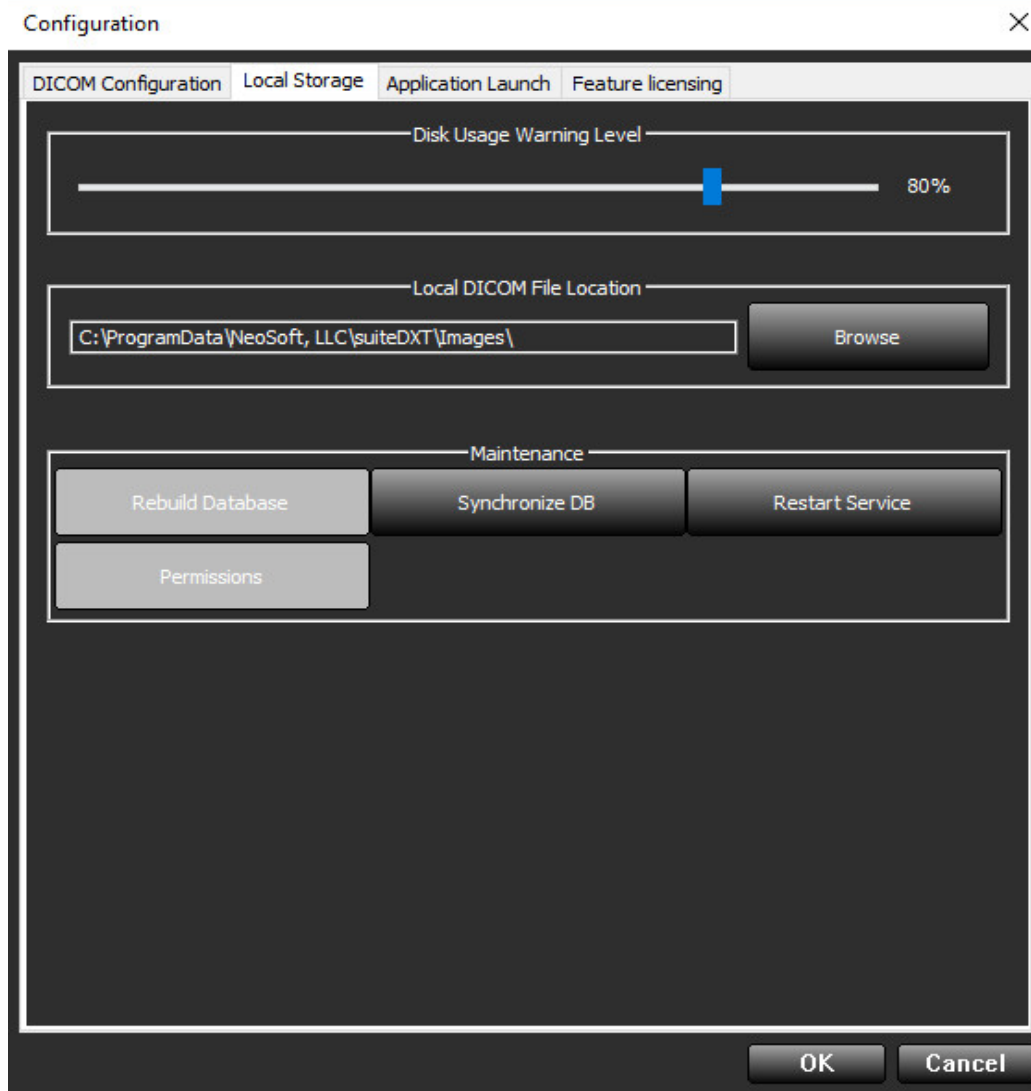 Configuration
DICOM Configuration Local Storage Application Launch Feature licensing
Disk Usage Warning Level
80%
Local DICOM File Location
C:\ProgramData\NeoSoft, LLC\suiteDXT\Images\ Browse
Maintenance
Rebuild Database Synchronize DB Restart Service
Permissions
OK Cancel